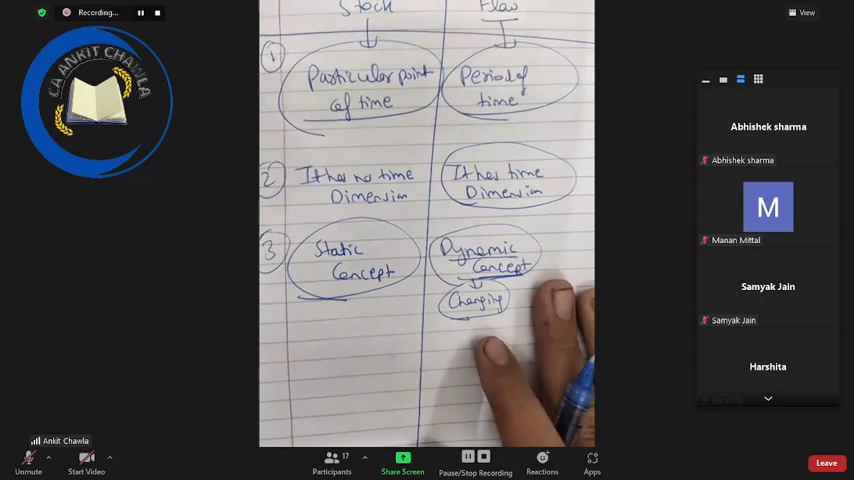 Recording...
View
CA ANKIT CHAWLA
Stock
Flow
1
Particular point
of time
Period of
time
2
It has no time
Dimension
It has time
Dimension
3
Static
Concept
Dynamic
Concept
Changing
Abhishek sharma
Abhishek sharma
M
Manan Mittal
Samyak Jain
Samyak Jain
Harshita
Harshita
Ankit Chawla
Unmute
Start Video
17
Participants
Share Screen
Pause/Stop Recording
Reactions
Apps
Leave